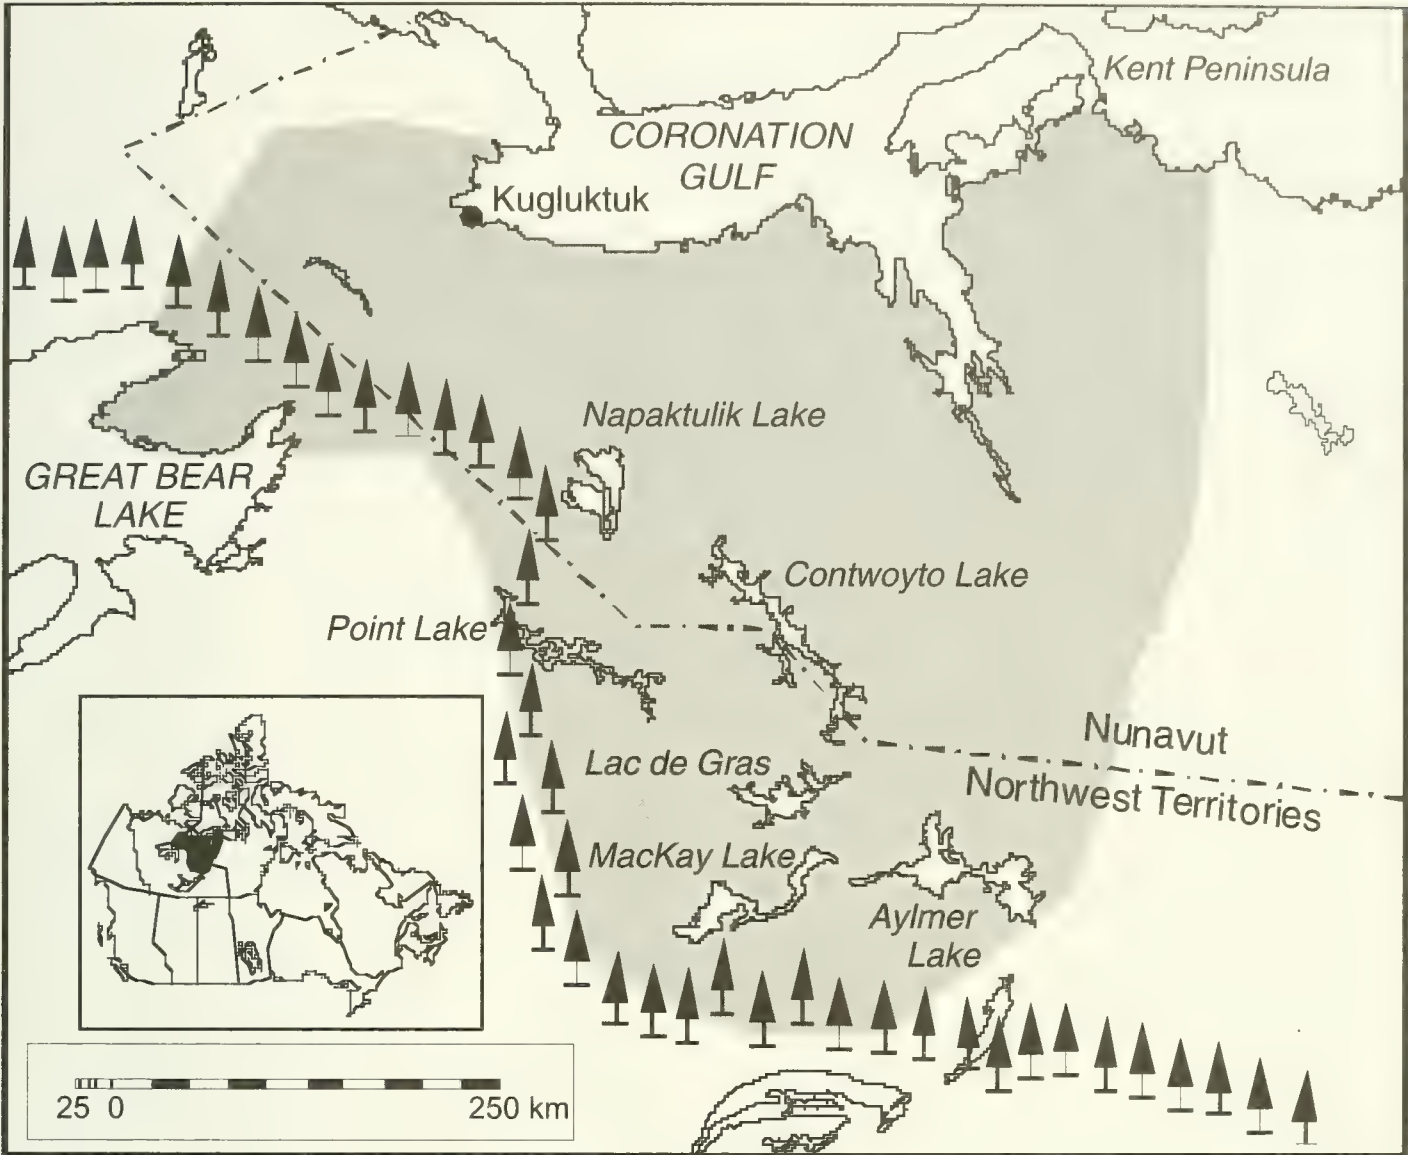 Kent Peninsula
CORONATION
GULF
Kugluktuk
Napaktulik Lake
GREAT BEAR
LAKE
Contwoyto Lake
Point Lake
Nunavut
Lac de Gras
Northwest Territories
MacKay Lake
Aylmer
Lake
25 0 250 km